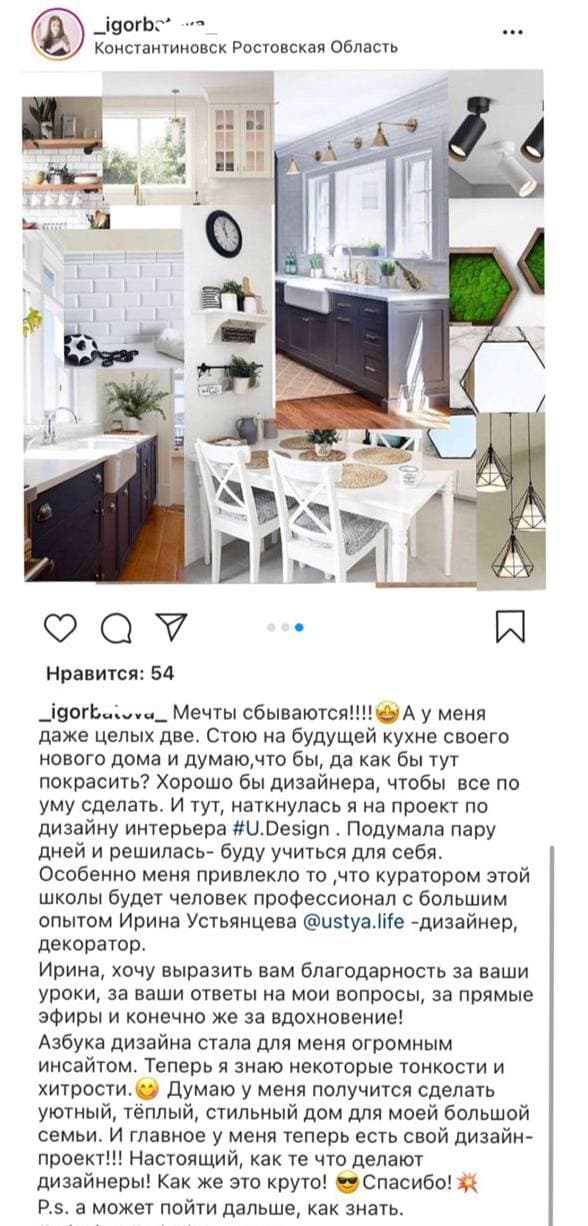 Константиновск Ростовская Область
Нравится: 54
Мечты сбываются!!!!🤩А у меня
даже целых две. Стою на будущей кухне своего
нового дома и думаю,что бы, да как бы тут
покрасить? Хорошо бы дизайнера, чтобы все по
уму сделать. И тут, наткнулась я на проект по
дизайну интерьера #U.Design . Подумала пару
дней и решилась- буду учиться для себя.
Особенно меня привлекло то ,что куратором этой
школы будет человек профессионал с большим
опытом Ирина Устьянцева @ustya.life -дизайнер,
декоратор.
Ирина, хочу выразить вам благодарность за ваши
уроки, за ваши ответы на мои вопросы, за прямые
эфиры и конечно же за вдохновение!
Азбука дизайна стала для меня огромным
инсайтом. Теперь я знаю некоторые тонкости и
хитрости.😋 Думаю у меня получится сделать
уютный, тёплый, стильный дом для моей большой
семьи. И главное у меня теперь есть свой дизайн-
проект!!! Настоящий, как те что делают
дизайнеры! Как же это круто! 😎Спасибо!💥
P.s. а может пойти дальше, как знать.